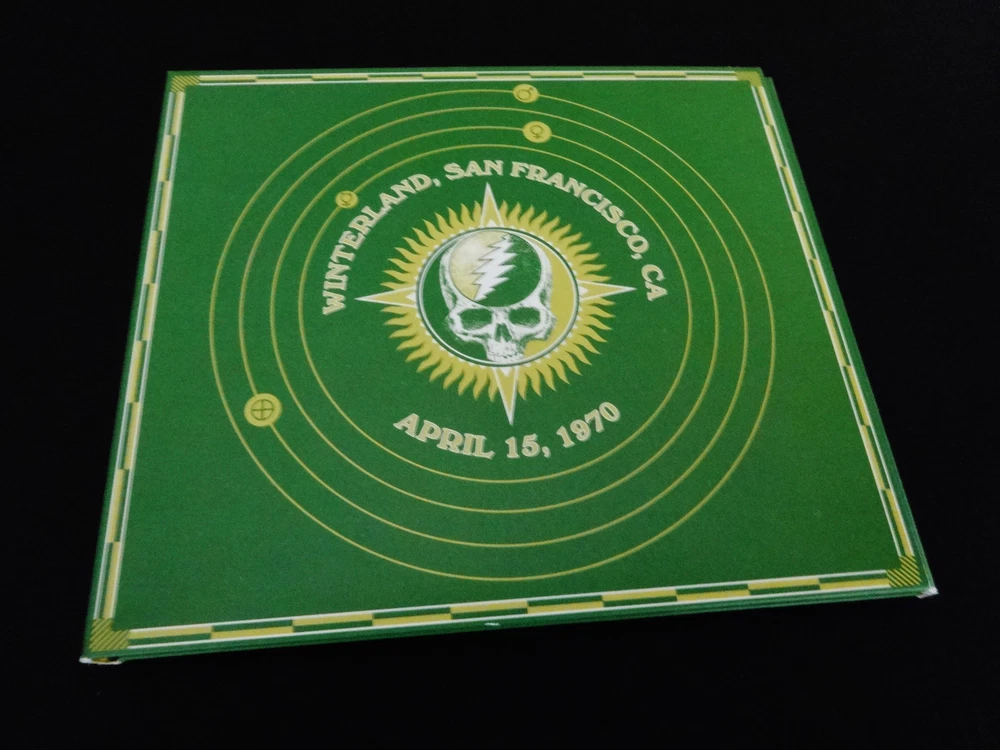 WINTERLAND, SAN FRANCISCO, CA
APRIL 15, 1970